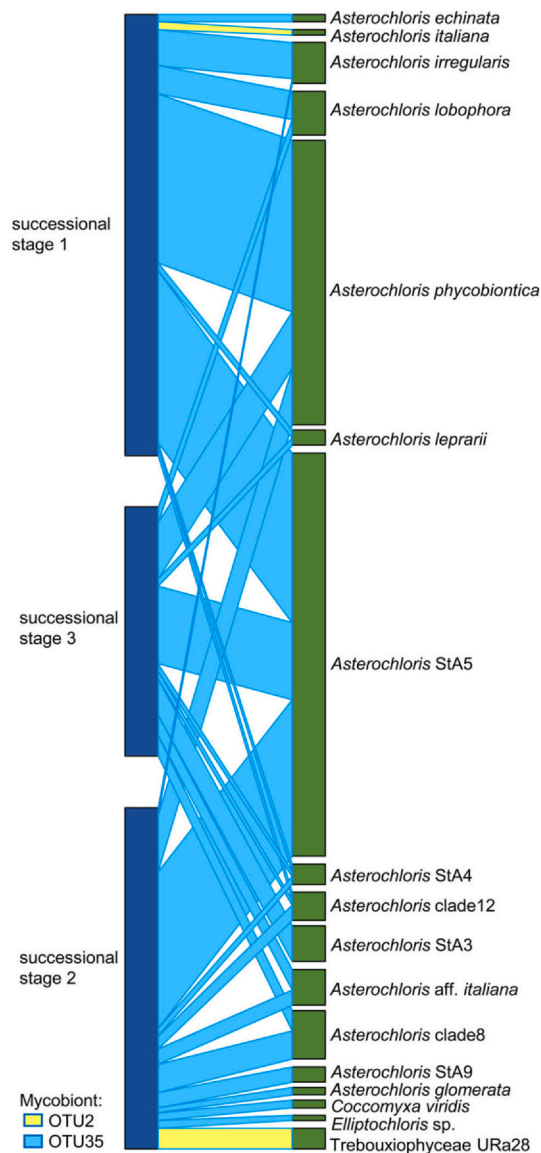 Asterochloris echinata
Asterochloris italiana
Asterochloris irregularis
Asterochloris lobophora
successional
stage 1
Asterochloris phycobiontica
Asterochloris leprarii
successional
stage 3
Asterochloris StA5
Asterochloris StA4
Asterochloris clade12
Asterochloris StA3
successional
stage 2
Asterochloris aff. italiana
Asterochloris clade8
Asterochloris StA9
Asterochloris glomerata
Coccomyxa viridis
Elliptochloris sp.
Trebouxiophyceae URa28
Mycobiont:
OTU2
OTU35